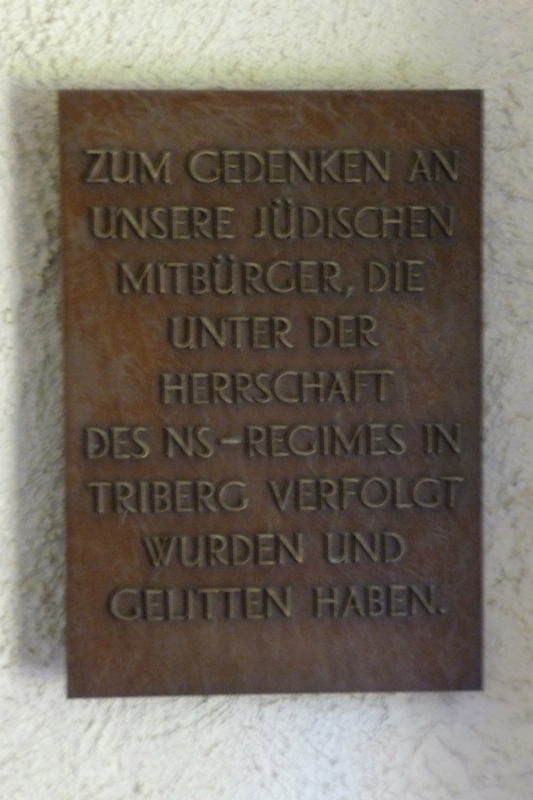 ZUM GEDENKEN AN
UNSERE JÜDISCHEN
MITBÜRGER, DIE
UNTER DER
HERRSCHAFT
DES NS-REGIMES IN
TRIBERG VERFOLGT
WURDEN UND
GELITTEN HABEN.